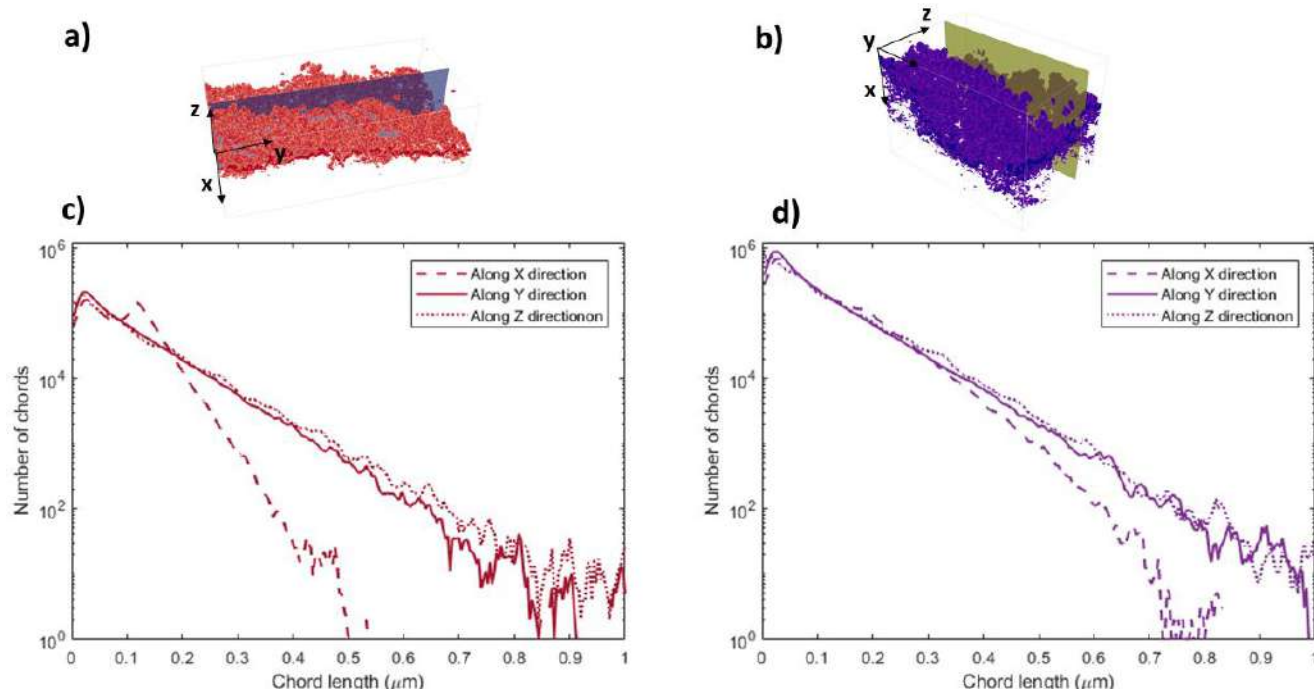 a)
z
y
x
b)
z
y
x
c)
10^6
10^4
10^2
10^0
Number of chords
0 0.1 0.2 0.3 0.4 0.5 0.6 0.7 0.8 0.9 1
Chord length (μm)
Along X direction
Along Y direction
Along Z directionon
d)
10^6
10^4
10^2
10^0
Number of chords
0 0.1 0.2 0.3 0.4 0.5 0.6 0.7 0.8 0.9 1
Chord length (μm)
Along X direction
Along Y direction
Along Z directionon